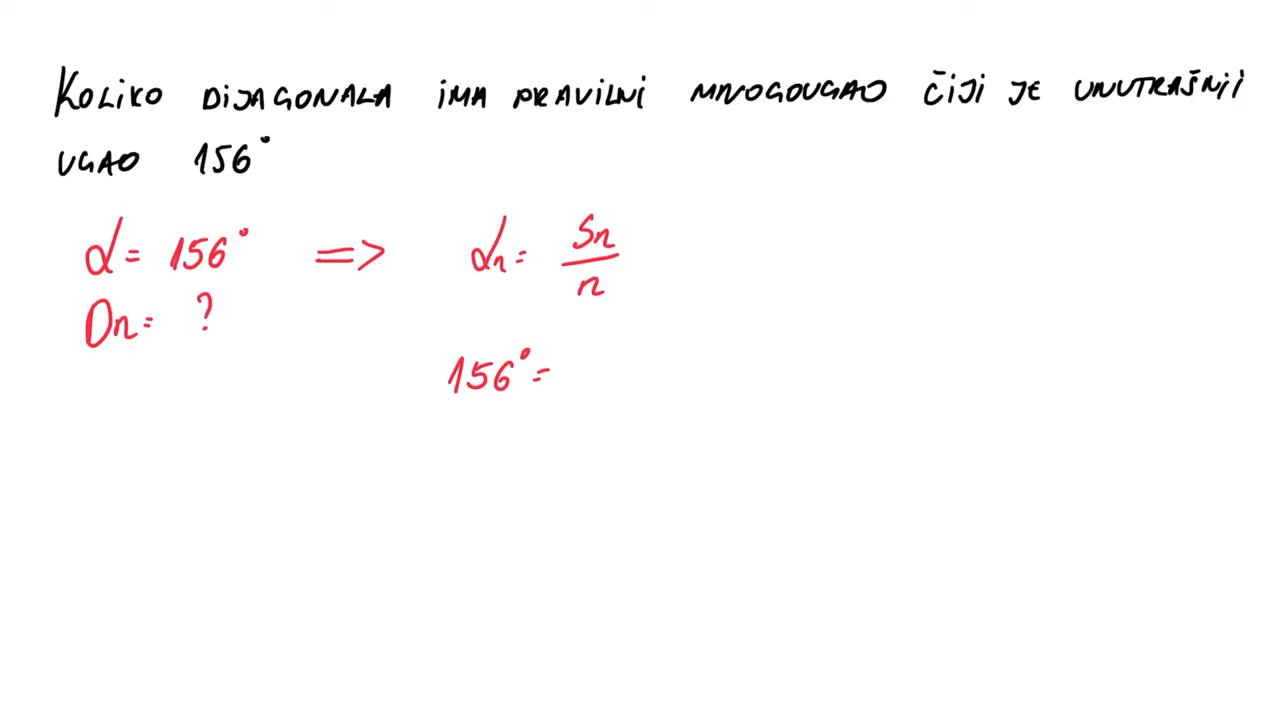 KOLIKO DIJAGONALA IMA PRAVILNI MNOGOUGAO ČIJI JE UNUTRAŠNJI
UGAO 156°
α = 156° => αn = Sn/n
Dn = ?
156° =